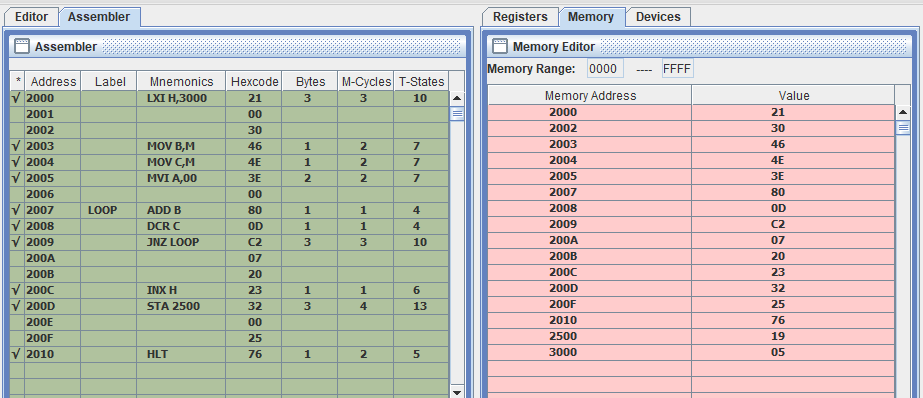 Editor Assembler
Assembler
* Address Label Mnemonics Hexcode Bytes M-Cycles T-States
√ 2000 LXI H,3000 21 3 3 10
2001 00
2002 30
√ 2003 MOV B,M 46 1 2 7
√ 2004 MOV C,M 4E 1 2 7
√ 2005 MVI A,00 3E 2 2 7
2006 00
√ 2007 LOOP ADD B 80 1 1 4
√ 2008 DCR C 0D 1 1 4
√ 2009 JNZ LOOP C2 3 3 10
200A 07
200B 20
√ 200C INX H 23 1 1 6
√ 200D STA 2500 32 3 4 13
200E 00
200F 25
√ 2010 HLT 76 1 2 5
Registers Memory Devices
Memory Editor
Memory Range: 0000 ---- FFFF
Memory Address Value
2000 21
2002 30
2003 46
2004 4E
2005 3E
2007 80
2008 0D
2009 C2
200A 07
200B 20
200C 23
200D 32
200F 25
2010 76
2500 19
3000 05